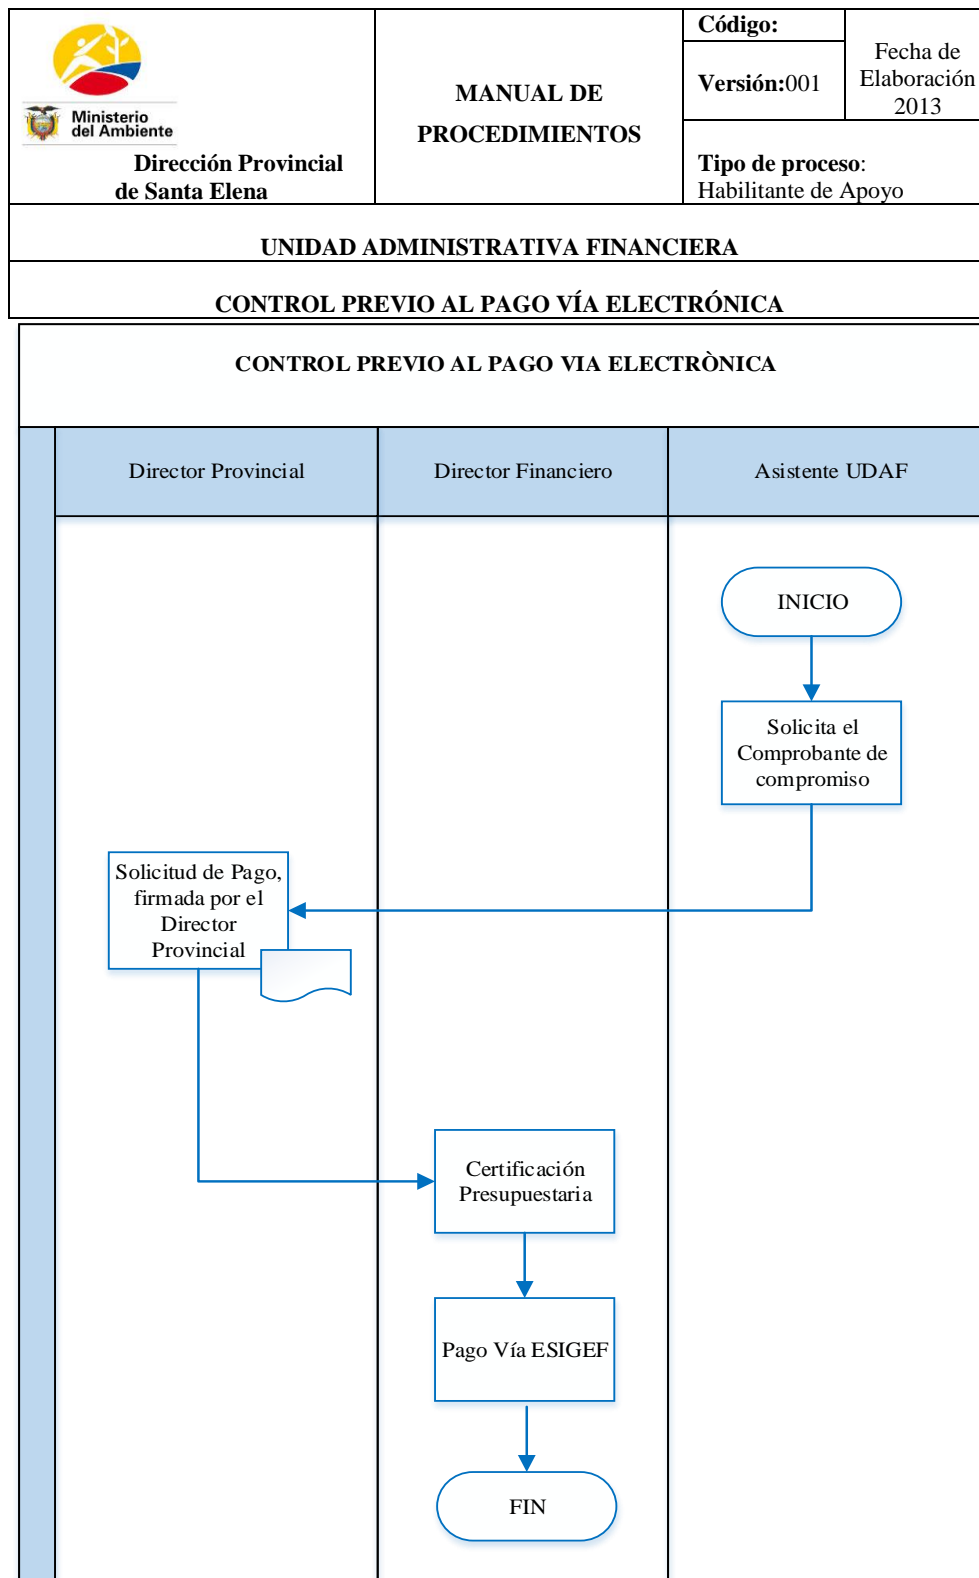 Ministerio
del Ambiente
Dirección Provincial
de Santa Elena
MANUAL DE
PROCEDIMIENTOS
Código:
Versión:001
Fecha de
Elaboración
2013
Tipo de proceso:
Habilitante de Apoyo
UNIDAD ADMINISTRATIVA FINANCIERA
CONTROL PREVIO AL PAGO VÍA ELECTRÓNICA
CONTROL PREVIO AL PAGO VIA ELECTRÒNICA
Director Provincial
Director Financiero
Asistente UDAF
INICIO
Solicita el
Comprobante de
compromiso
Solicitud de Pago,
firmada por el
Director
Provincial
Certificación
Presupuestaria
Pago Vía ESIGEF
FIN